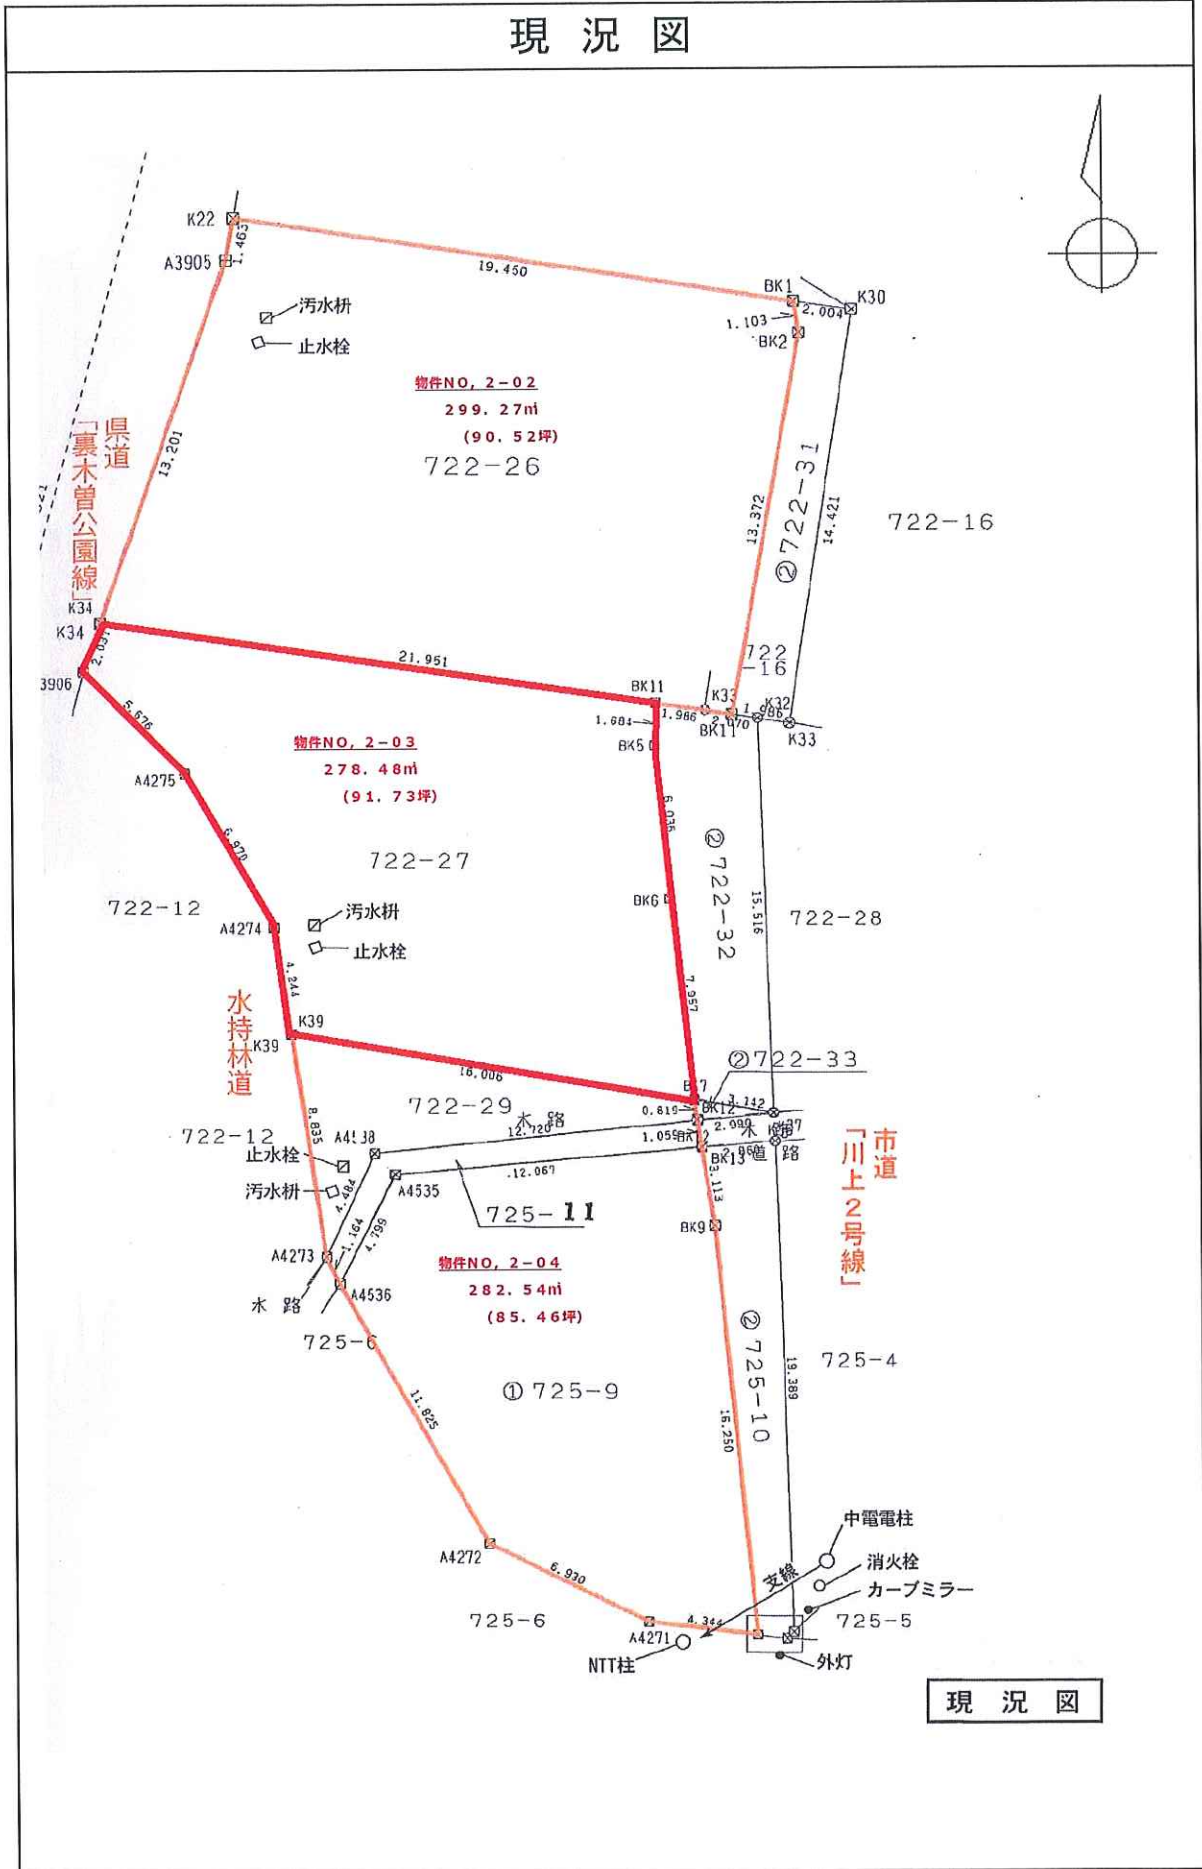 現況図
K22
1.463
A3905
19.450
BK1
K30
2.004
1.103
BK2
汚水枡
止水栓
物件NO, 2-02
299. 27㎡
(90. 52坪)
722-26
13.201
県道
「裏木曽公園線」
13.372
②722-31
14.421
722-16
K34
K34
2.031
3906
21.951
BK11
722
-16
K33
K32
1.986
1.986
2.070
BK11
K33
1.684
BK5
5.676
物件NO, 2-03
278. 48㎡
(91. 73坪)
A4275
6.970
6.036
722-27
②722-32
722-12
BK6
15.516
722-28
A4274
汚水枡
止水栓
4.244
7.957
水持林道
K39
K39
16.006
②722-33
3.142
722-29
水路
12.720
0.819
BK12
8.835
722-12
1.059
水
道路
BK13
市道
「川上2号線」
止水栓
汚水枡
4.484
A4535
12.067
3.113
725-11
1.164
4.799
BK9
A4273
物件NO, 2-04
282. 54㎡
(85. 46坪)
A4536
水 路
725-6
②725-10
725-4
19.389
①725-9
11.825
16.250
中電電柱
A4272
消火栓
支線
6.930
カーブミラー
725-6
4.344
725-5
A4271
NTT柱
外灯
現況図